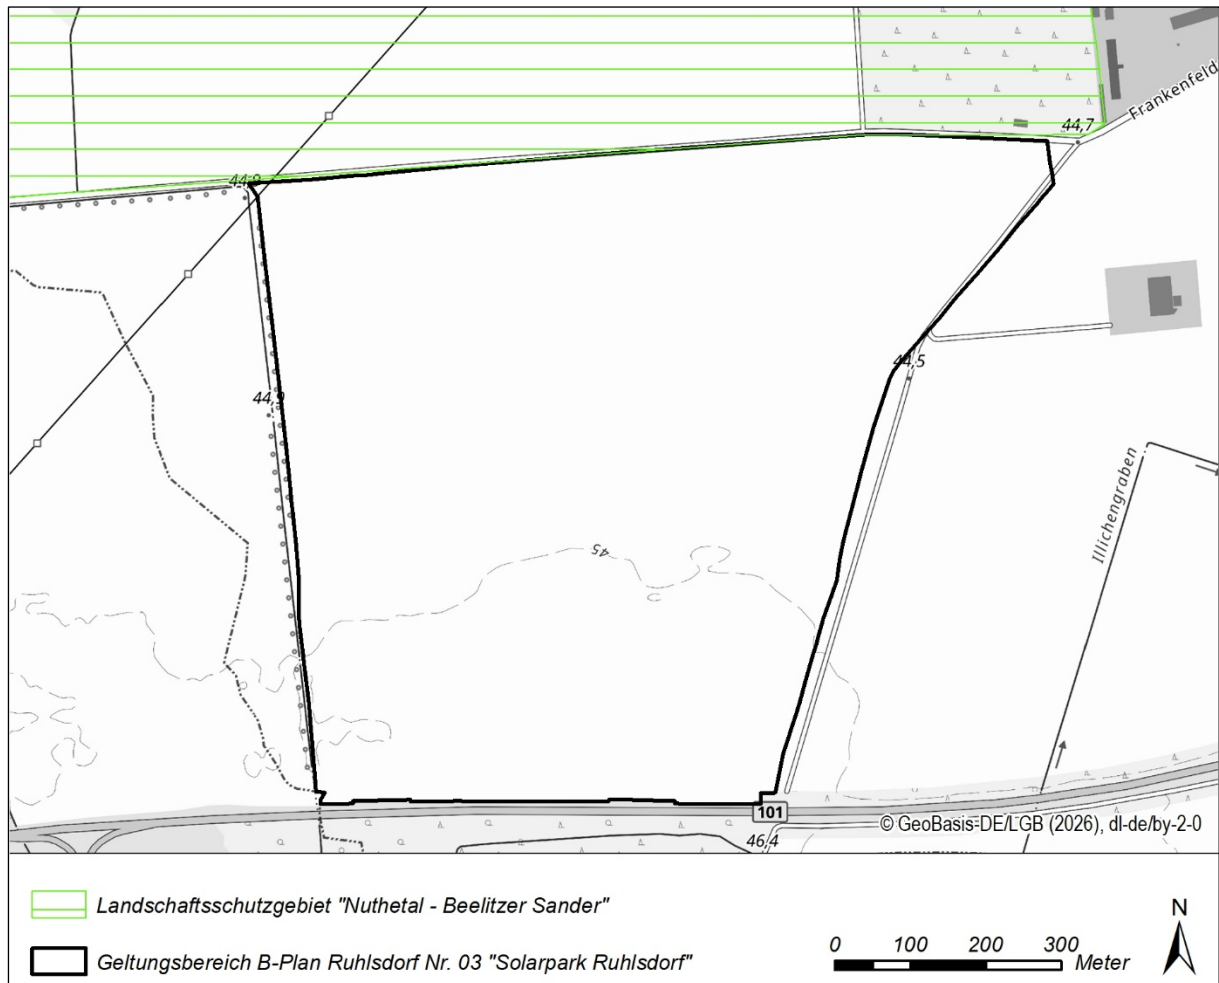 Frankenfeld
44,7
44,9
44,5
44,9
Illichengraben
45
101
46,4
© GeoBasis-DE/LGB (2026), dl-de/by-2-0
Landschaftsschutzgebiet "Nuthetal - Beelitzer Sander"
N
0 100 200 300
Meter
Geltungsbereich B-Plan Ruhlsdorf Nr. 03 "Solarpark Ruhlsdorf"